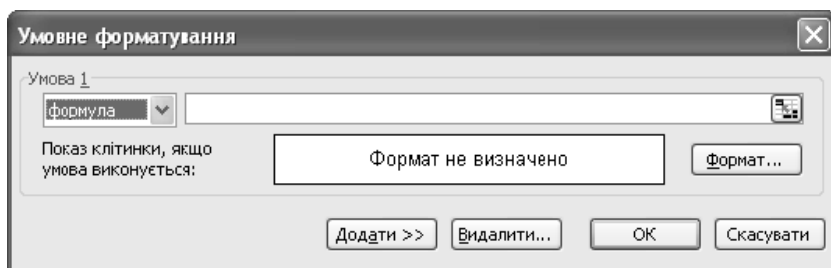 Умовне форматування
Умова 1
формула
Показ клітинки, якщо
умова виконується:
Формат не визначено
Формат...
Додати >>
Видалити...
ОК
Скасувати